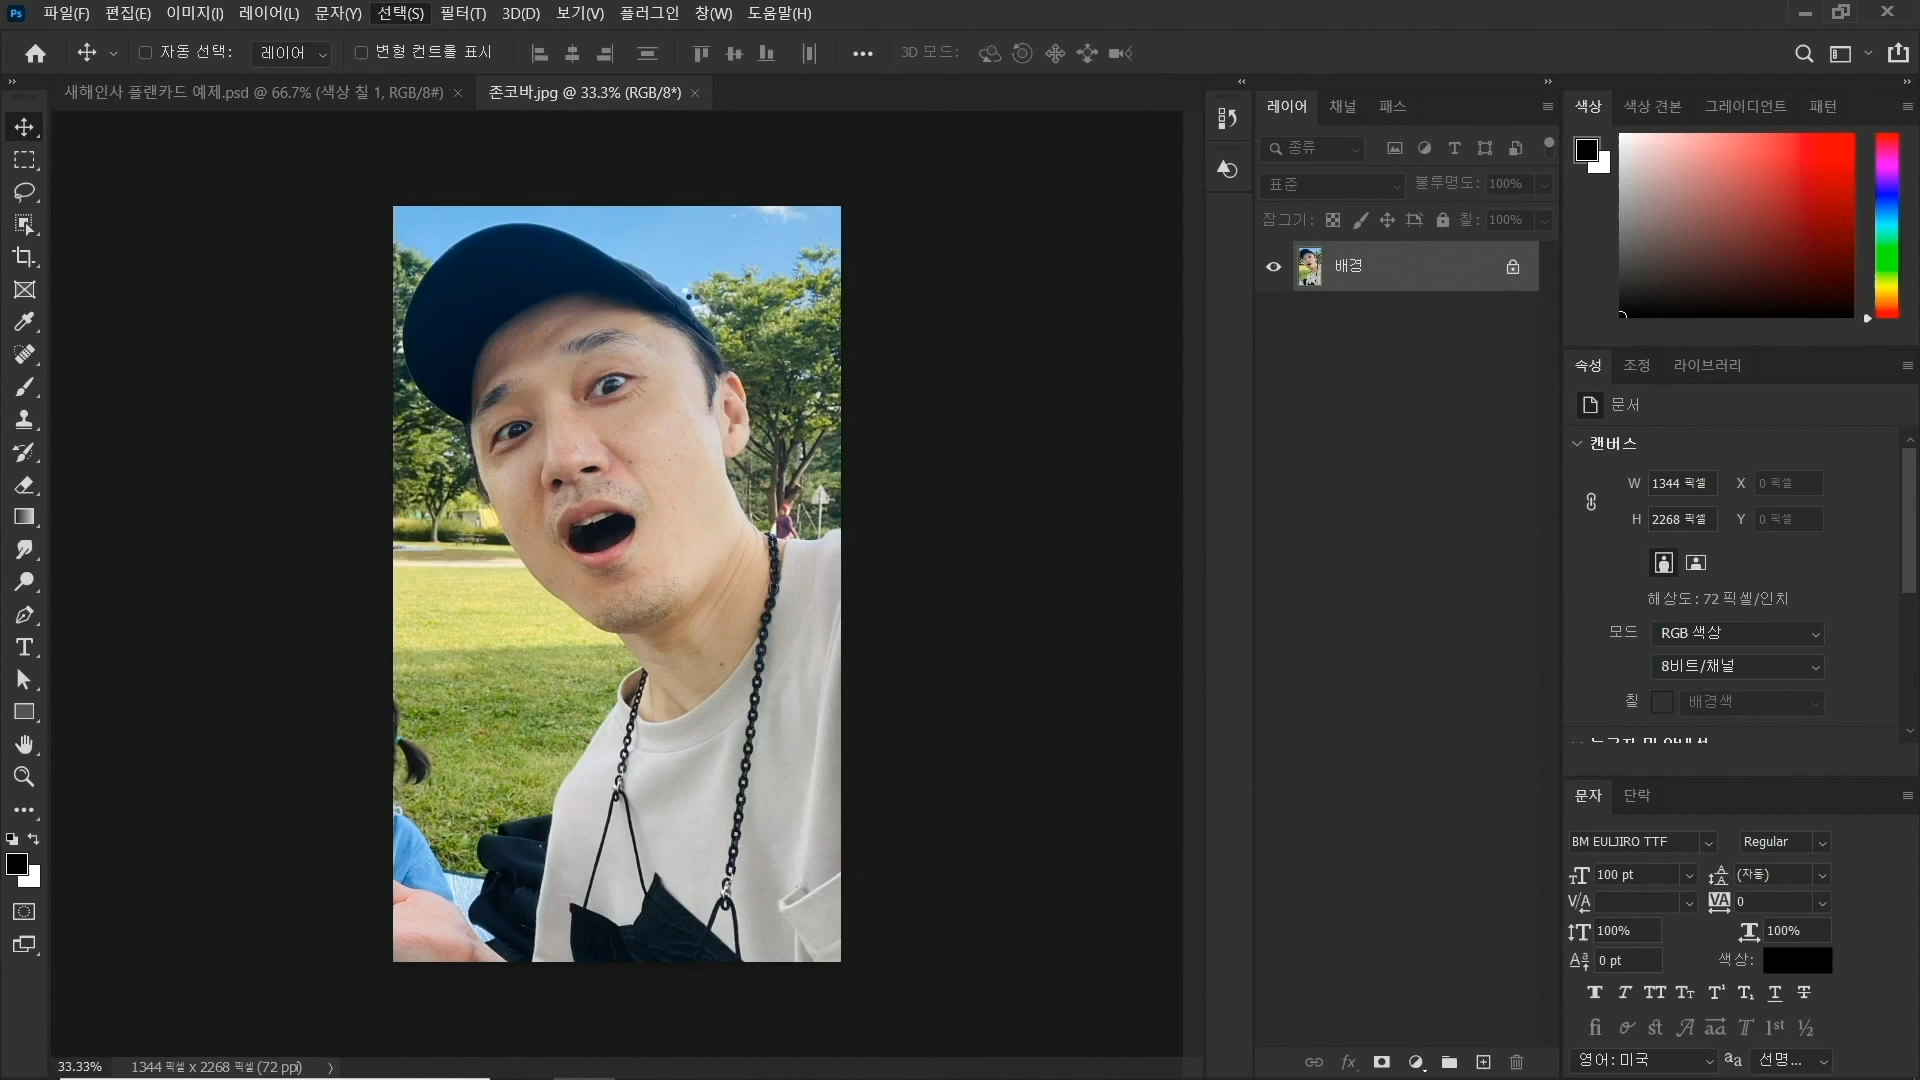 Ps 파일(F) 편집(E) 이미지(I) 레이어(L) 문자(Y) 선택(S) 필터(T) 3D(D) 보기(V) 플러그인 창(W) 도움말(H)
자동 선택: 레이어 변형 컨트롤 표시 3D 모드:
새해인사 플랜카드 예제.psd @ 66.7% (색상 칠 1, RGB/8#) × 존코바.jpg @ 33.3% (RGB/8*) ×
레이어 채널 패스
종류
표준 불투명도: 100%
잠그기: 칠: 100%
배경
색상 색상 견본 그레이디언트 패턴
속성 조정 라이브러리
문서
캔버스
W 1344 픽셀 X 0 픽셀
H 2268 픽셀 Y 0 픽셀
해상도: 72 픽셀/인치
모드 RGB 색상
8비트/채널
칠 배경색
문자 단락
BM EULJIRO TTF Regular
100 pt (자동)
V/A VA 0
100% 100%
0 pt 색상:
영어: 미국 aa 선명...
33.33% 1344 픽셀 x 2268 픽셀 (72 ppi)